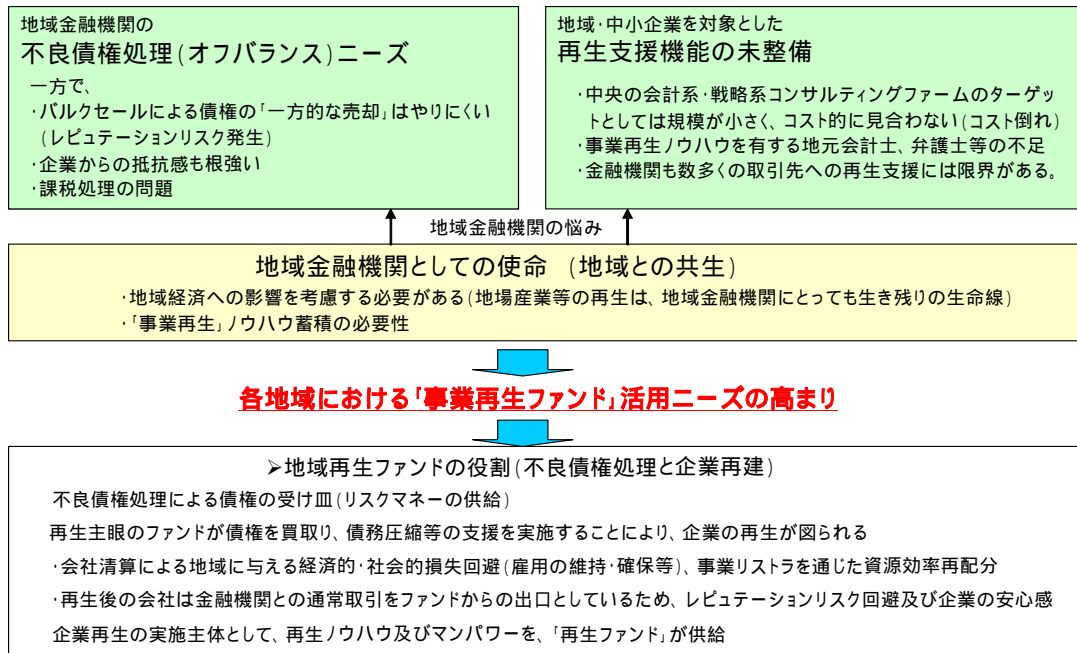 地域金融機関の
不良債権処理(オフバランス)ニーズ
一方で、
・バルクセールによる債権の「一方的な売却」はやりにくい
(レピュテーションリスク発生)
・企業からの抵抗感も根強い
・課税処理の問題
地域・中小企業を対象とした
再生支援機能の未整備
・中央の会計系・戦略系コンサルティングファームのターゲッ
トとしては規模が小さく、コスト的に見合わない(コスト倒れ)
・事業再生ノウハウを有する地元会計士、弁護士等の不足
・金融機関も数多くの取引先への再生支援には限界がある。
地域金融機関の悩み
地域金融機関としての使命 (地域との共生)
・地域経済への影響を考慮する必要がある(地場産業等の再生は、地域金融機関にとっても生き残りの生命線)
・「事業再生」ノウハウ蓄積の必要性
各地域における「事業再生ファンド」活用ニーズの高まり
➢地域再生ファンドの役割(不良債権処理と企業再建)
不良債権処理による債権の受け皿(リスクマネーの供給)
再生主眼のファンドが債権を買取り、債務圧縮等の支援を実施することにより、企業の再生が図られる
・会社清算による地域に与える経済的・社会的損失回避(雇用の維持・確保等)、事業リストラを通じた資源効率再配分
・再生後の会社は金融機関との通常取引をファンドからの出口としているため、レピュテーションリスク回避及び企業の安心感
企業再生の実施主体として、再生ノウハウ及びマンパワーを、「再生ファンド」が供給